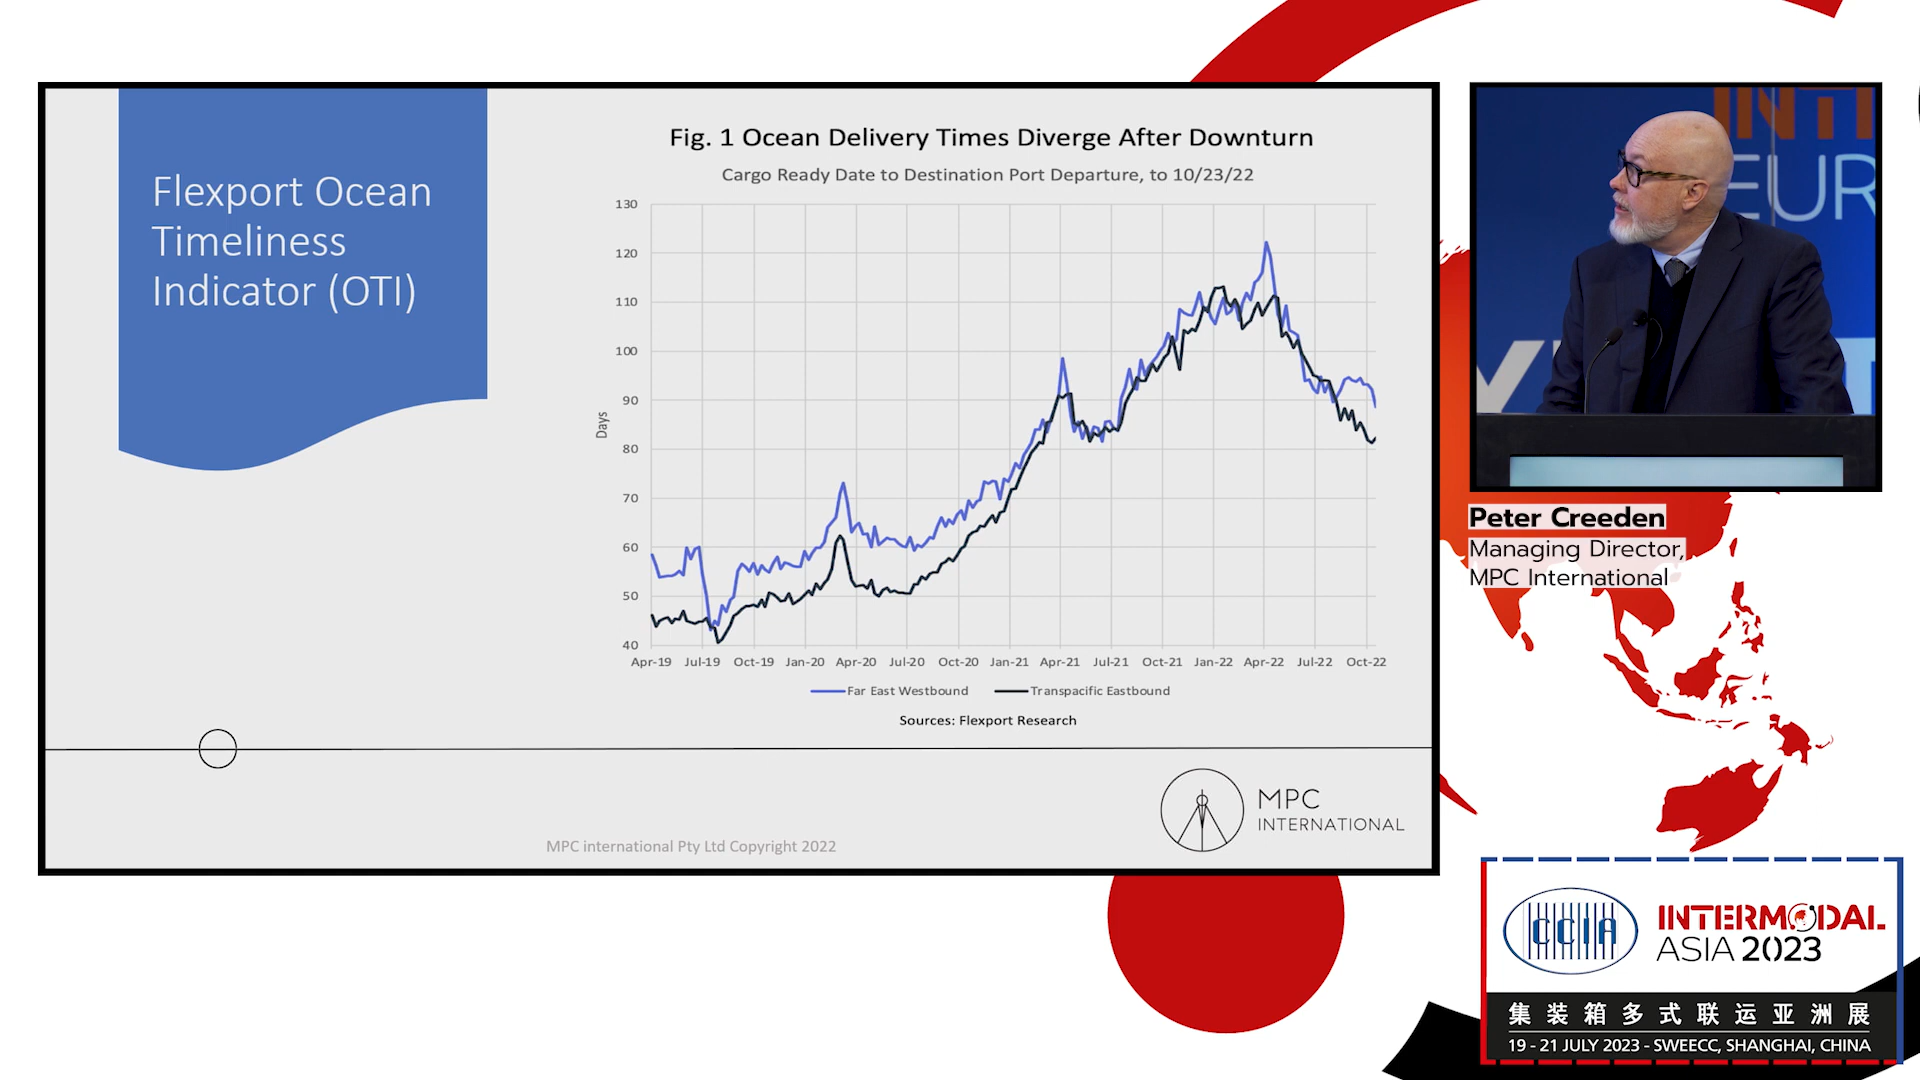 Flexport Ocean
Timeliness
Indicator (OTI)
Fig. 1 Ocean Delivery Times Diverge After Downturn
Cargo Ready Date to Destination Port Departure, to 10/23/22
130
120
110
100
90
80
70
60
50
40
Days
Apr-19 Jul-19 Oct-19 Jan-20 Apr-20 Jul-20 Oct-20 Jan-21 Apr-21 Jul-21 Oct-21 Jan-22 Apr-22 Jul-22 Oct-22
Far East Westbound Transpacific Eastbound
Sources: Flexport Research
MPC
INTERNATIONAL
MPC international Pty Ltd Copyright 2022
EUR
Peter Creeden
Managing Director,
MPC International
CCIA
INTERMODAL
ASIA 2023
集装箱多式联运亚洲展
19 - 21 JULY 2023 - SWEECC, SHANGHAI, CHINA